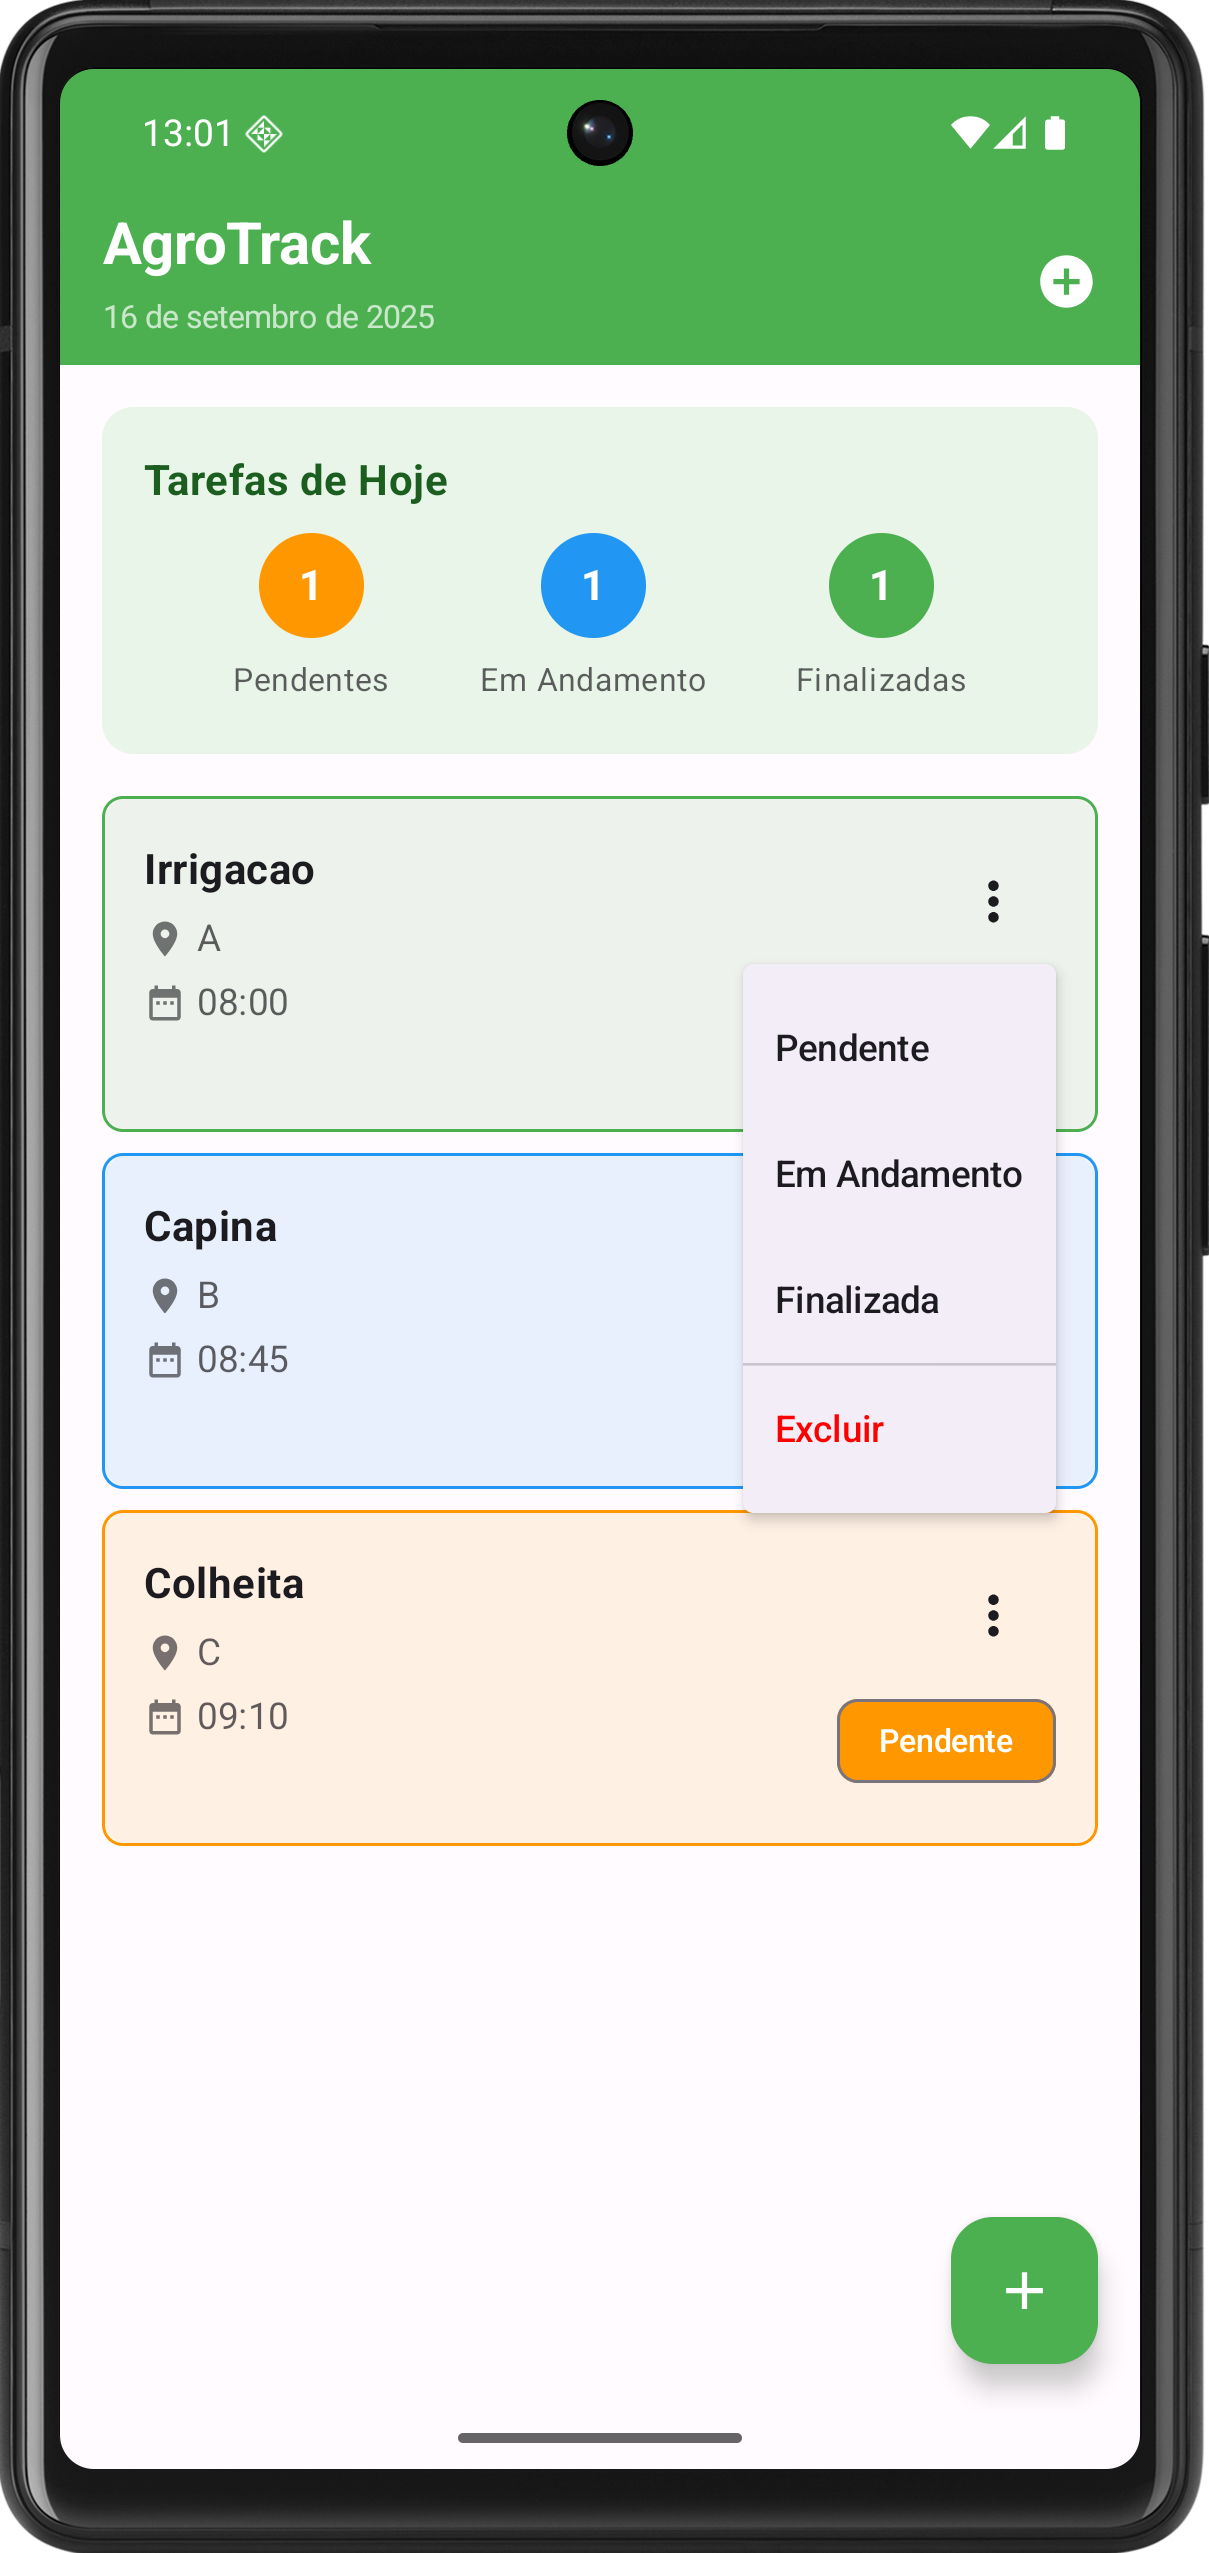 13:01
AgroTrack
16 de setembro de 2025
Tarefas de Hoje
1 1 1
Pendentes Em Andamento Finalizadas
Irrigacao
A
08:00
Pendente
Em Andamento
Finalizada
Excluir
Capina
B
08:45
Colheita
C
09:10
Pendente